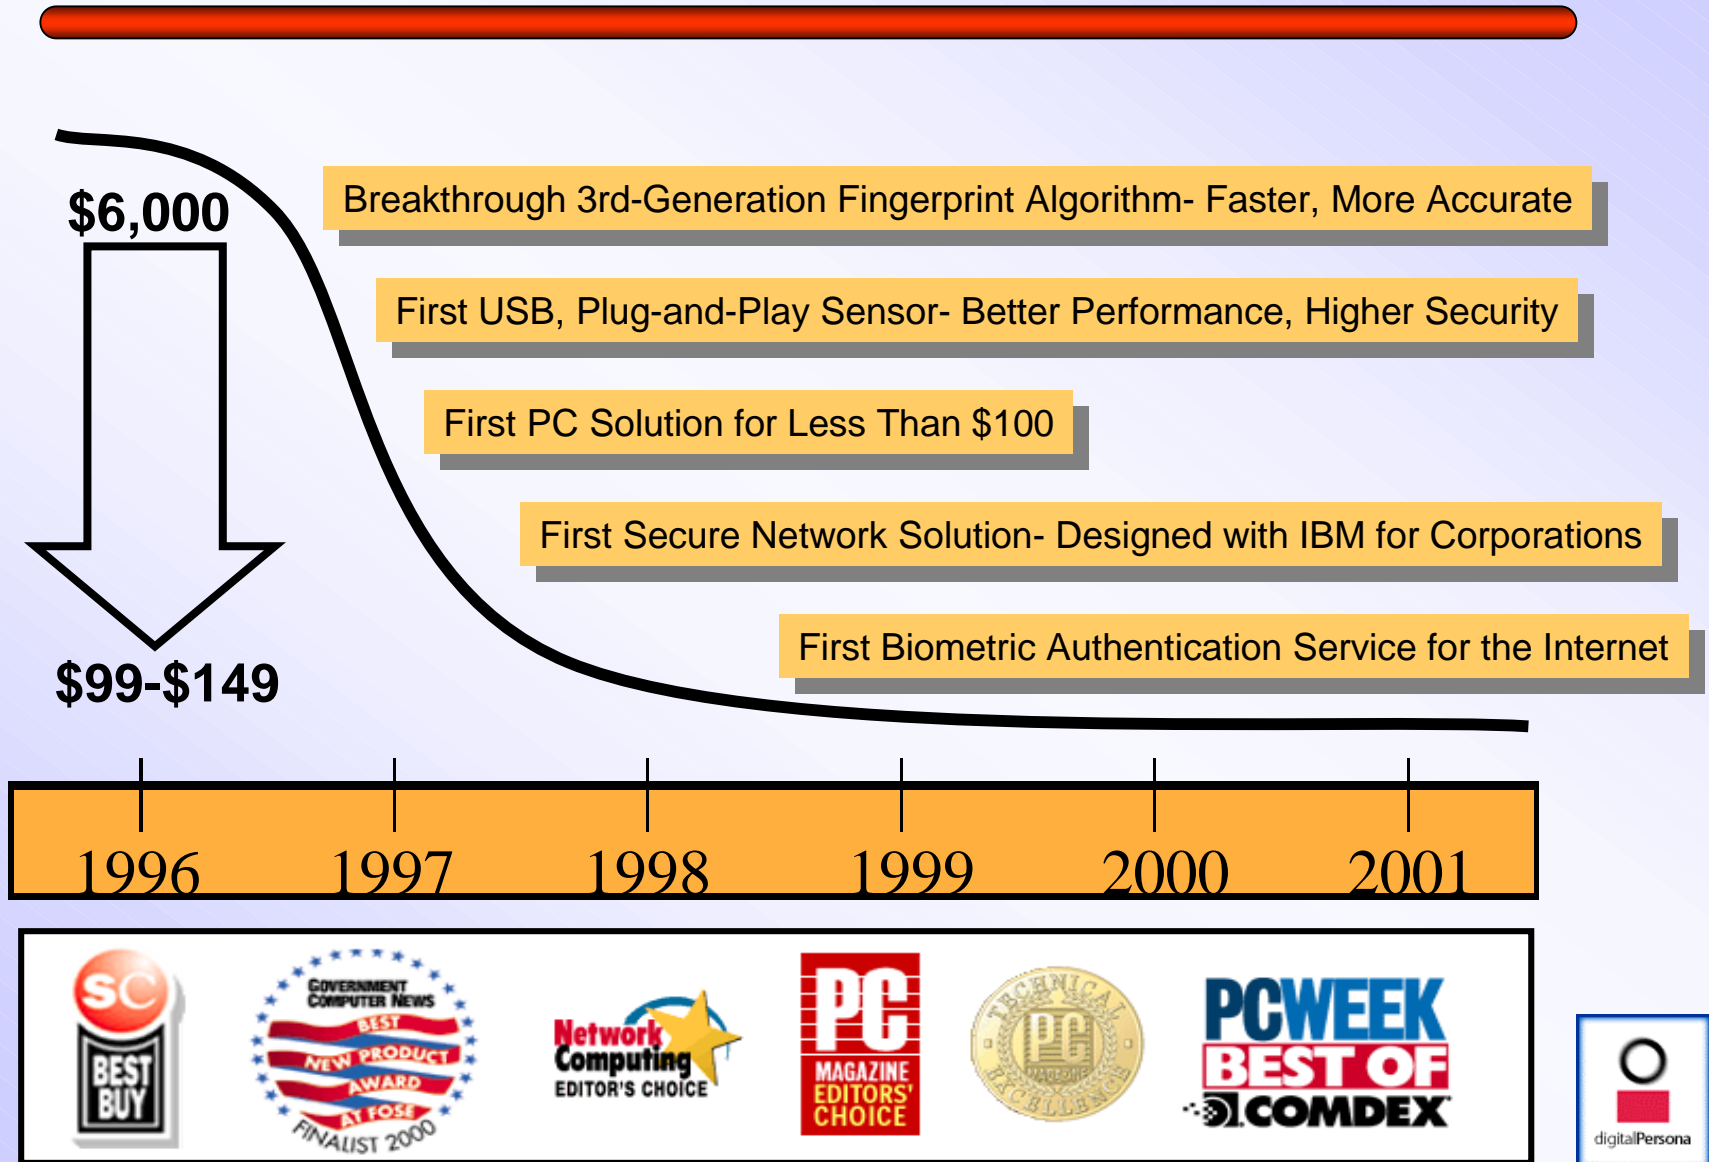 $6,000
Breakthrough 3rd-Generation Fingerprint Algorithm- Faster, More Accurate
First USB, Plug-and-Play Sensor- Better Performance, Higher Security
First PC Solution for Less Than $100
First Secure Network Solution- Designed with IBM for Corporations
First Biometric Authentication Service for the Internet
$99-$149
1996 1997 1998 1999 2000 2001
SC
BEST
BUY
GOVERNMENT
COMPUTER NEWS
BEST
NEW PRODUCT
AWARD
AT FOSE
FINALIST 2000
Network
Computing
EDITOR'S CHOICE
PC
MAGAZINE
EDITORS'
CHOICE
TECHNICAL
PC
MAGAZINE
EXCELLENCE
PCWEEK
BEST OF
COMDEX
digitalPersona